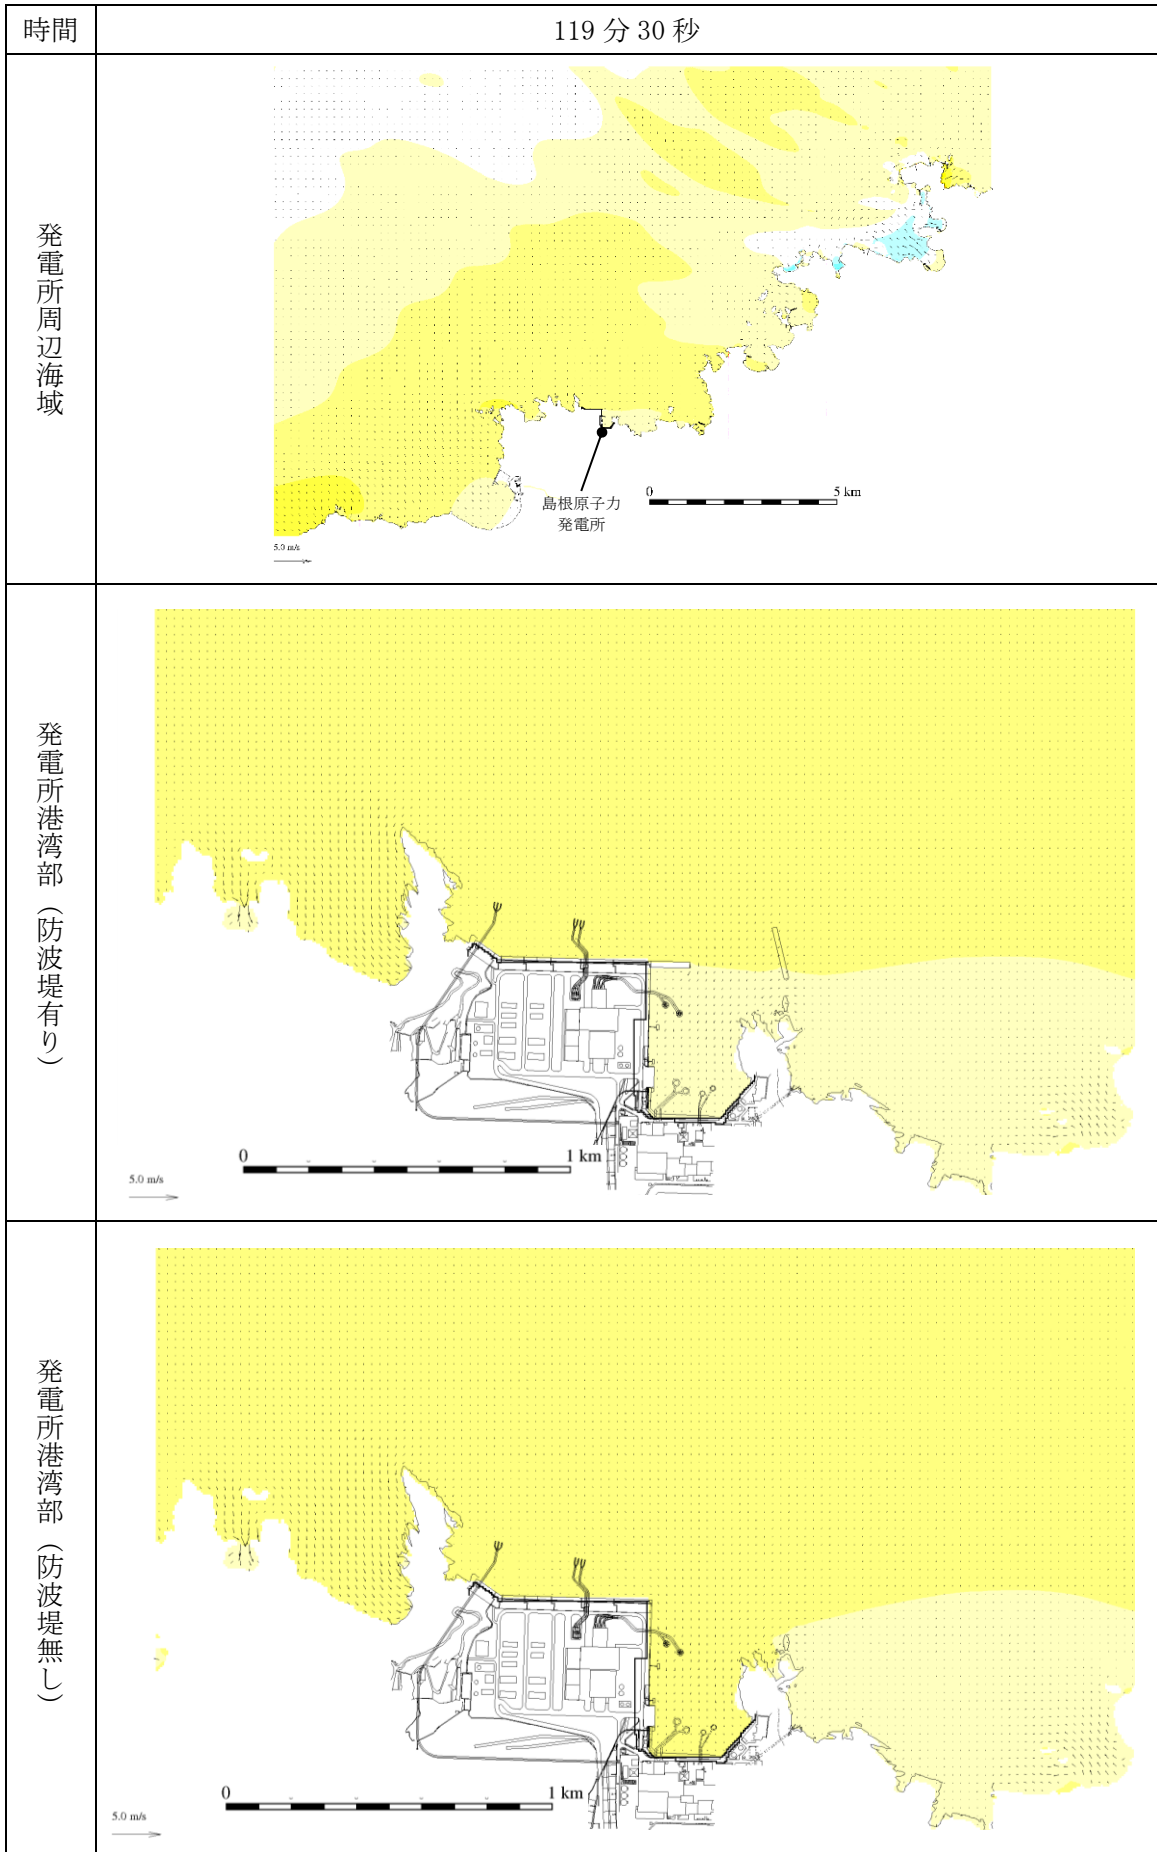 時間
119 分 30 秒
発電所周辺海域
島根原子力
発電所
0
5 km
5.0 m/s
発電所港湾部（防波堤有り）
0
1 km
5.0 m/s
発電所港湾部（防波堤無し）
0
1 km
5.0 m/s